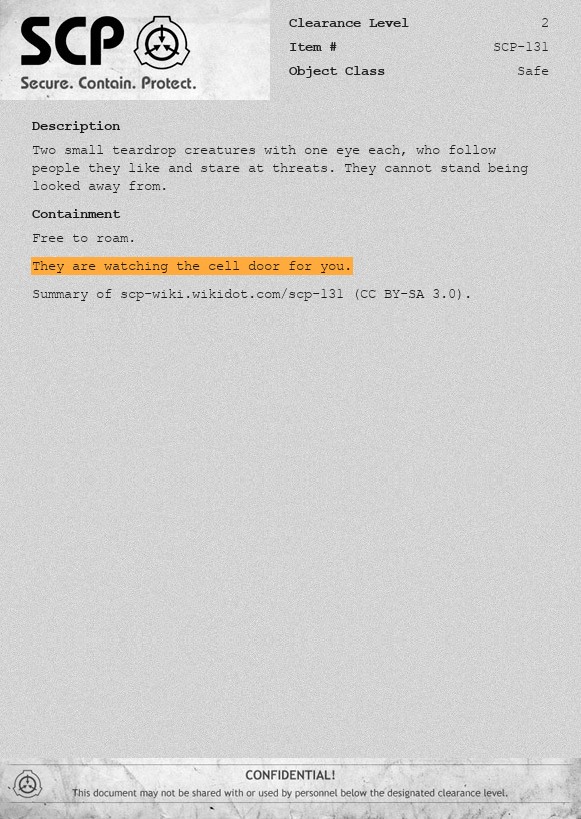 SCP
Secure. Contain. Protect.
Clearance Level 2
Item # SCP-131
Object Class Safe
Description
Two small teardrop creatures with one eye each, who follow
people they like and stare at threats. They cannot stand being
looked away from.
Containment
Free to roam.
They are watching the cell door for you.
Summary of scp-wiki.wikidot.com/scp-131 (CC BY-SA 3.0).
CONFIDENTIAL!
This document may not be shared with or used by personnel below the designated clearance level.